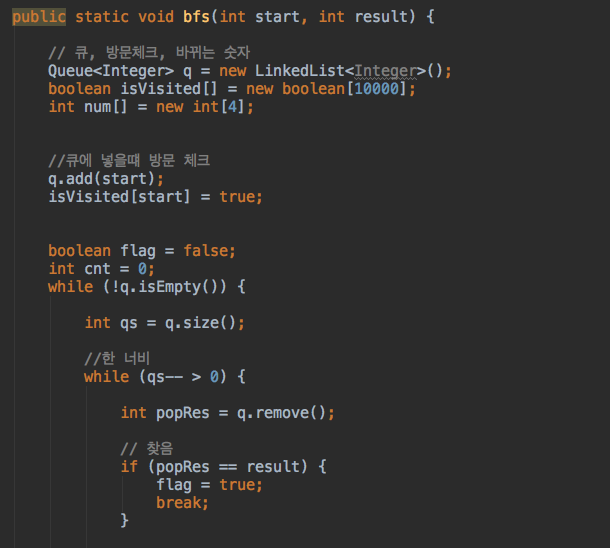 public static void bfs(int start, int result) {
// 큐, 방문체크, 바뀌는 숫자
Queue<Integer> q = new LinkedList<Integer>();
boolean isVisited[] = new boolean[10000];
int num[] = new int[4];
//큐에 넣을떄 방문 체크
q.add(start);
isVisited[start] = true;
boolean flag = false;
int cnt = 0;
while (!q.isEmpty()) {
int qs = q.size();
//한 너비
while (qs-- > 0) {
int popRes = q.remove();
// 찾음
if (popRes == result) {
flag = true;
break;
}